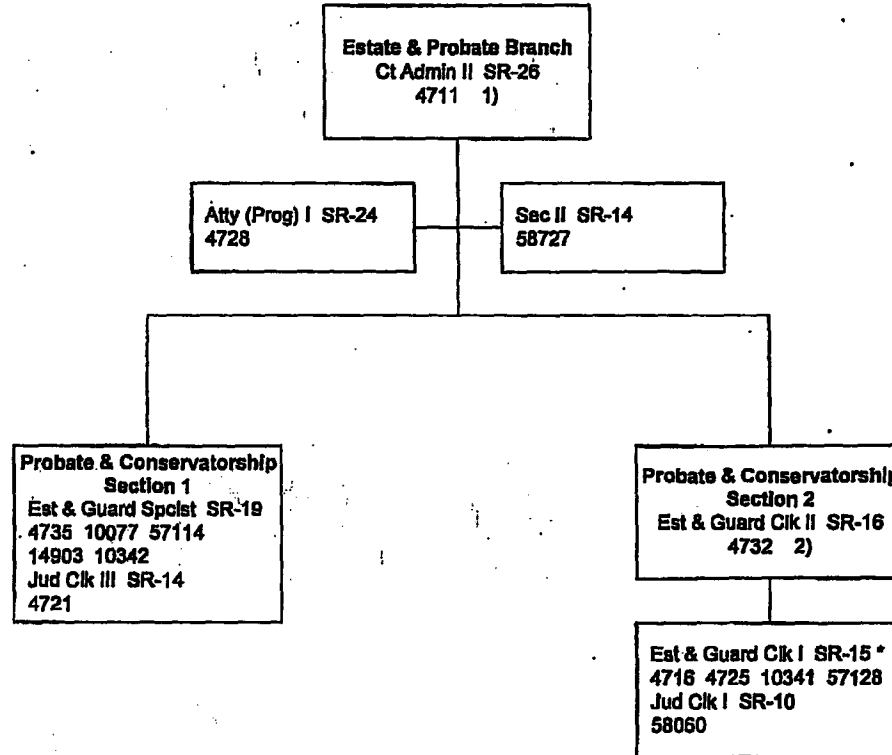 Estate & Probate Branch
Ct Admin II SR-26
4711 1)
Atty (Prog) I SR-24
4728
Sec II SR-14
58727
Probate & Conservatorship
Section 1
Est & Guard Spclst SR-19
4735 10077 57114
14903 10342
Jud Clk III SR-14
4721
Probate & Conservatorship
Section 2
Est & Guard Clk II SR-16
4732 2)
Est & Guard Clk I SR-15 *
4716 4725 10341 57128
Jud Clk I SR-10
58060